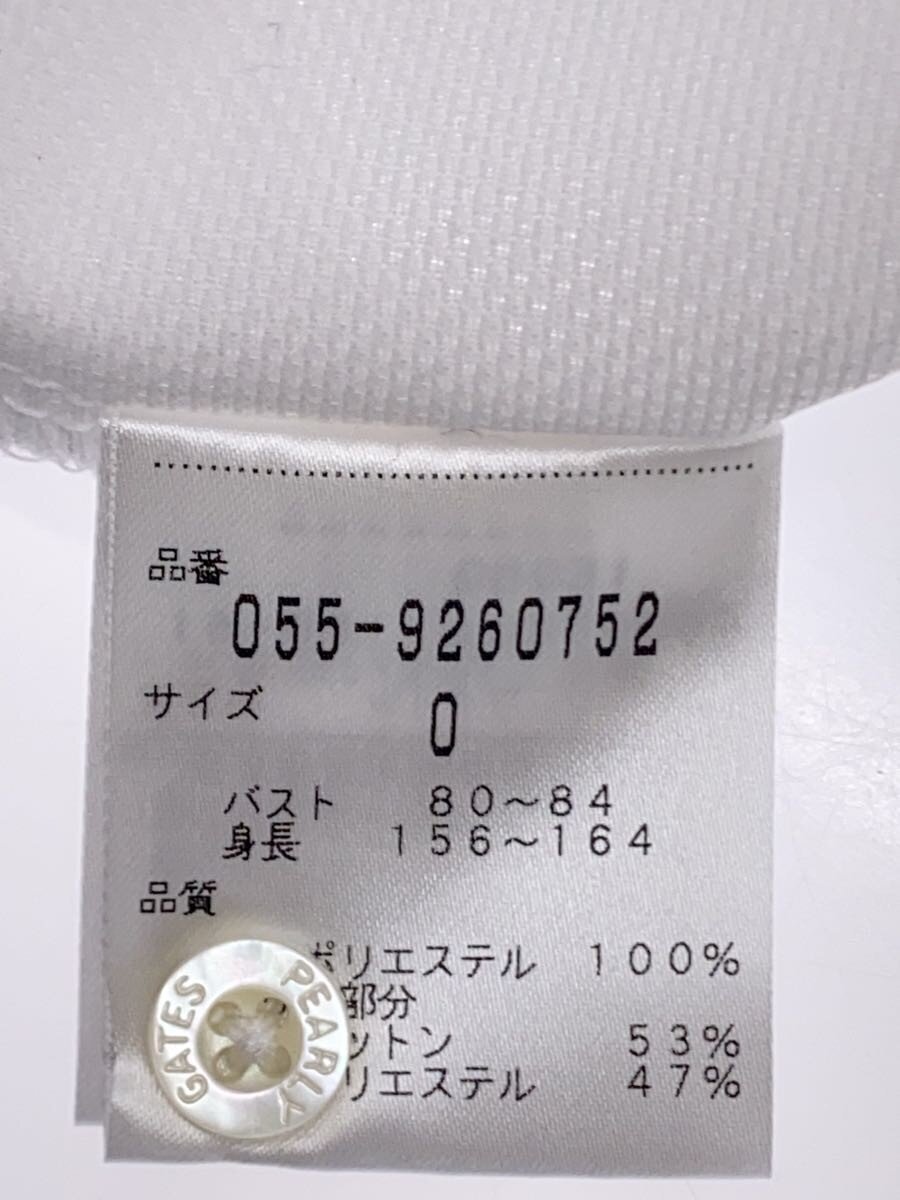 品番
055-9260752
サイズ
0
バスト 80～84
身長 156～164
品質
ポリエステル 100%
部分
ットン 53%
リエステル 47%
PEARLY GATES